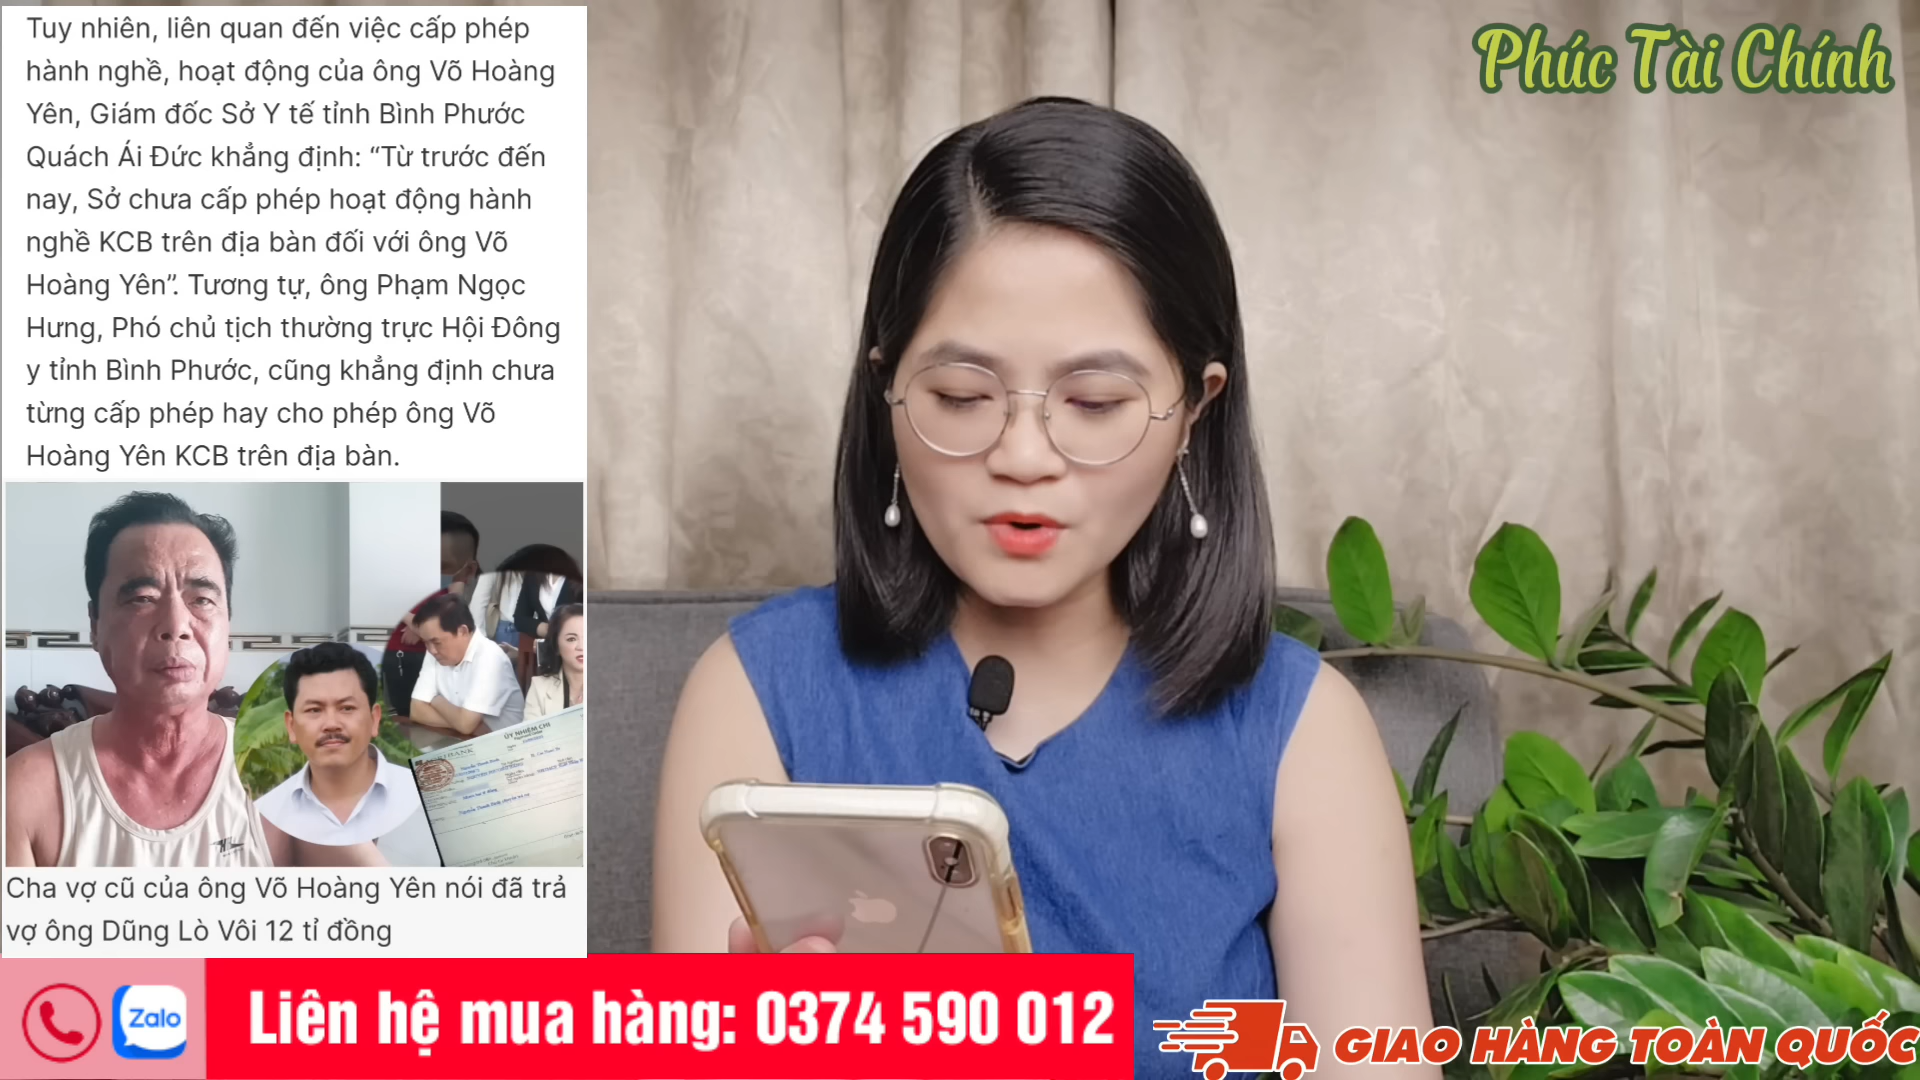 Tuy nhiên, liên quan đến việc cấp phép
hành nghề, hoạt động của ông Võ Hoàng
Yên, Giám đốc Sở Y tế tỉnh Bình Phước
Quách Ái Đức khẳng định: “Từ trước đến
nay, Sở chưa cấp phép hoạt động hành
nghề KCB trên địa bàn đối với ông Võ
Hoàng Yên”. Tương tự, ông Phạm Ngọc
Hưng, Phó chủ tịch thường trực Hội Đông
y tỉnh Bình Phước, cũng khẳng định chưa
từng cấp phép hay cho phép ông Võ
Hoàng Yên KCB trên địa bàn.
Phúc Tài Chính
ỦY NHIỆM CHI
Cha vợ cũ của ông Võ Hoàng Yên nói đã trả
vợ ông Dũng Lò Vôi 12 tỉ đồng
Zalo
Liên hệ mua hàng: 0374 590 012
GIAO HÀNG TOÀN QUỐC